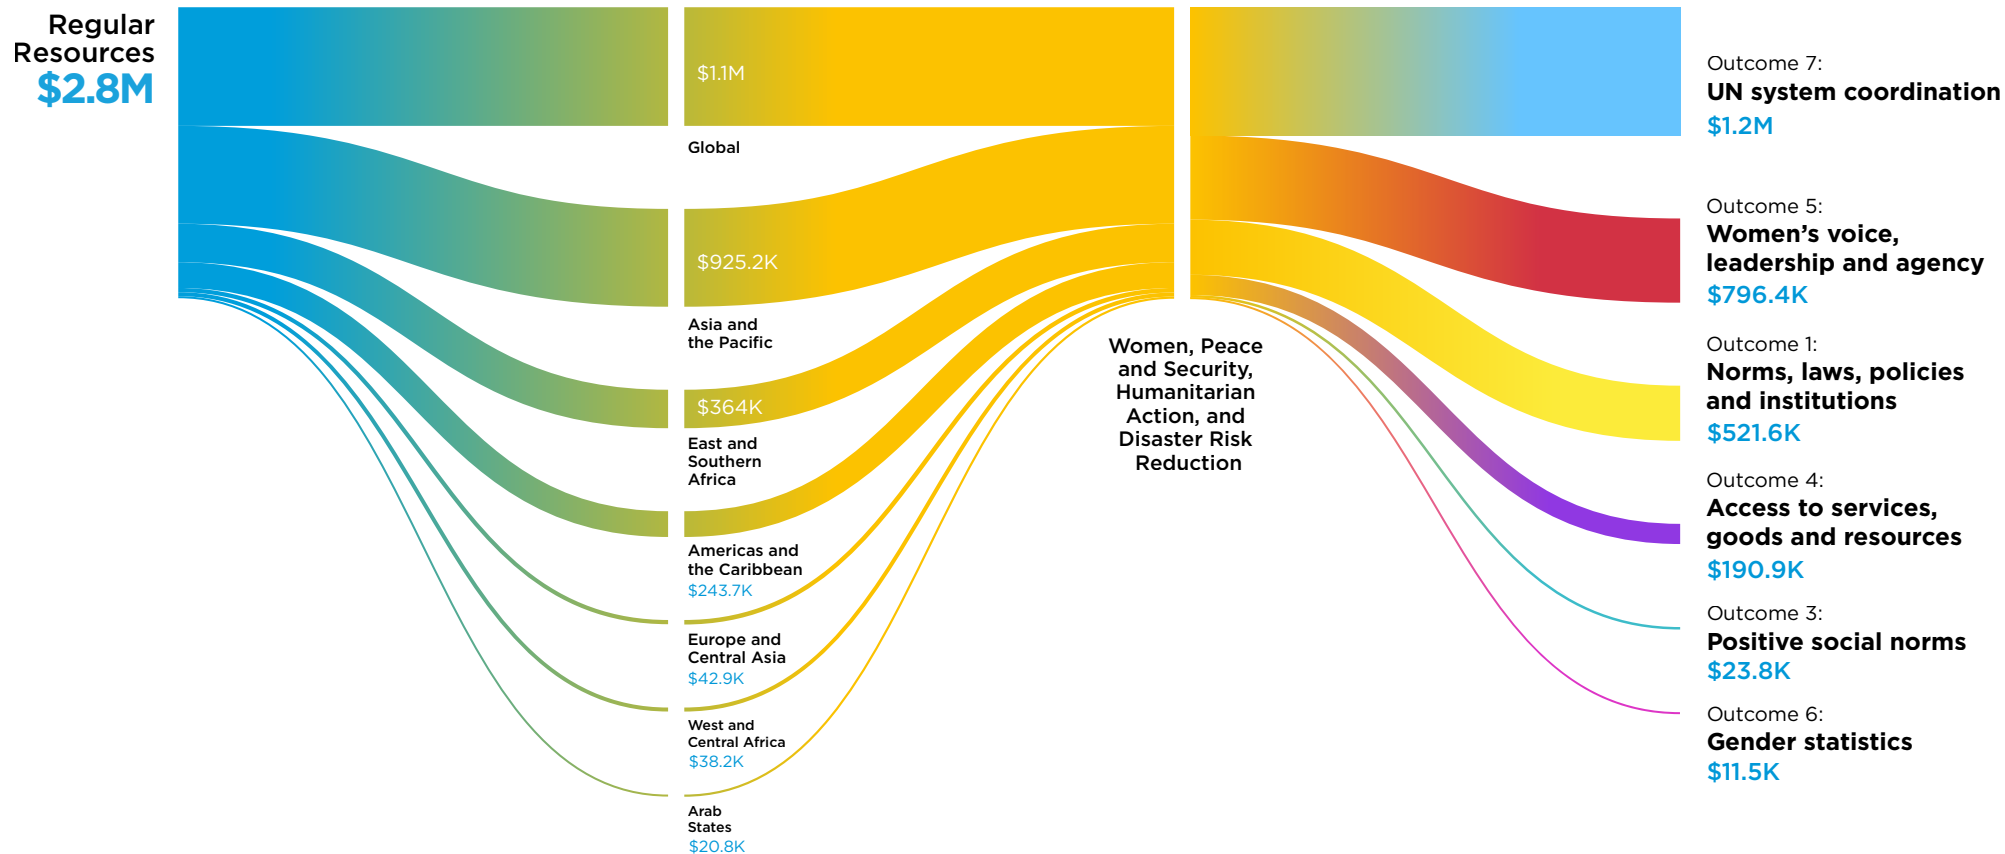 Regular
Resources
$2.8M
$1.1M
Global
$925.2K
Asia and
the Pacific
$364K
East and
Southern
Africa
Americas and
the Caribbean
$243.7K
Europe and
Central Asia
$42.9K
West and
Central Africa
$38.2K
Arab
States
$20.8K
Women, Peace
and Security,
Humanitarian
Action, and
Disaster Risk
Reduction
Outcome 7:
UN system coordination
$1.2M
Outcome 5:
Women’s voice,
leadership and agency
$796.4K
Outcome 1:
Norms, laws, policies
and institutions
$521.6K
Outcome 4:
Access to services,
goods and resources
$190.9K
Outcome 3:
Positive social norms
$23.8K
Outcome 6:
Gender statistics
$11.5K